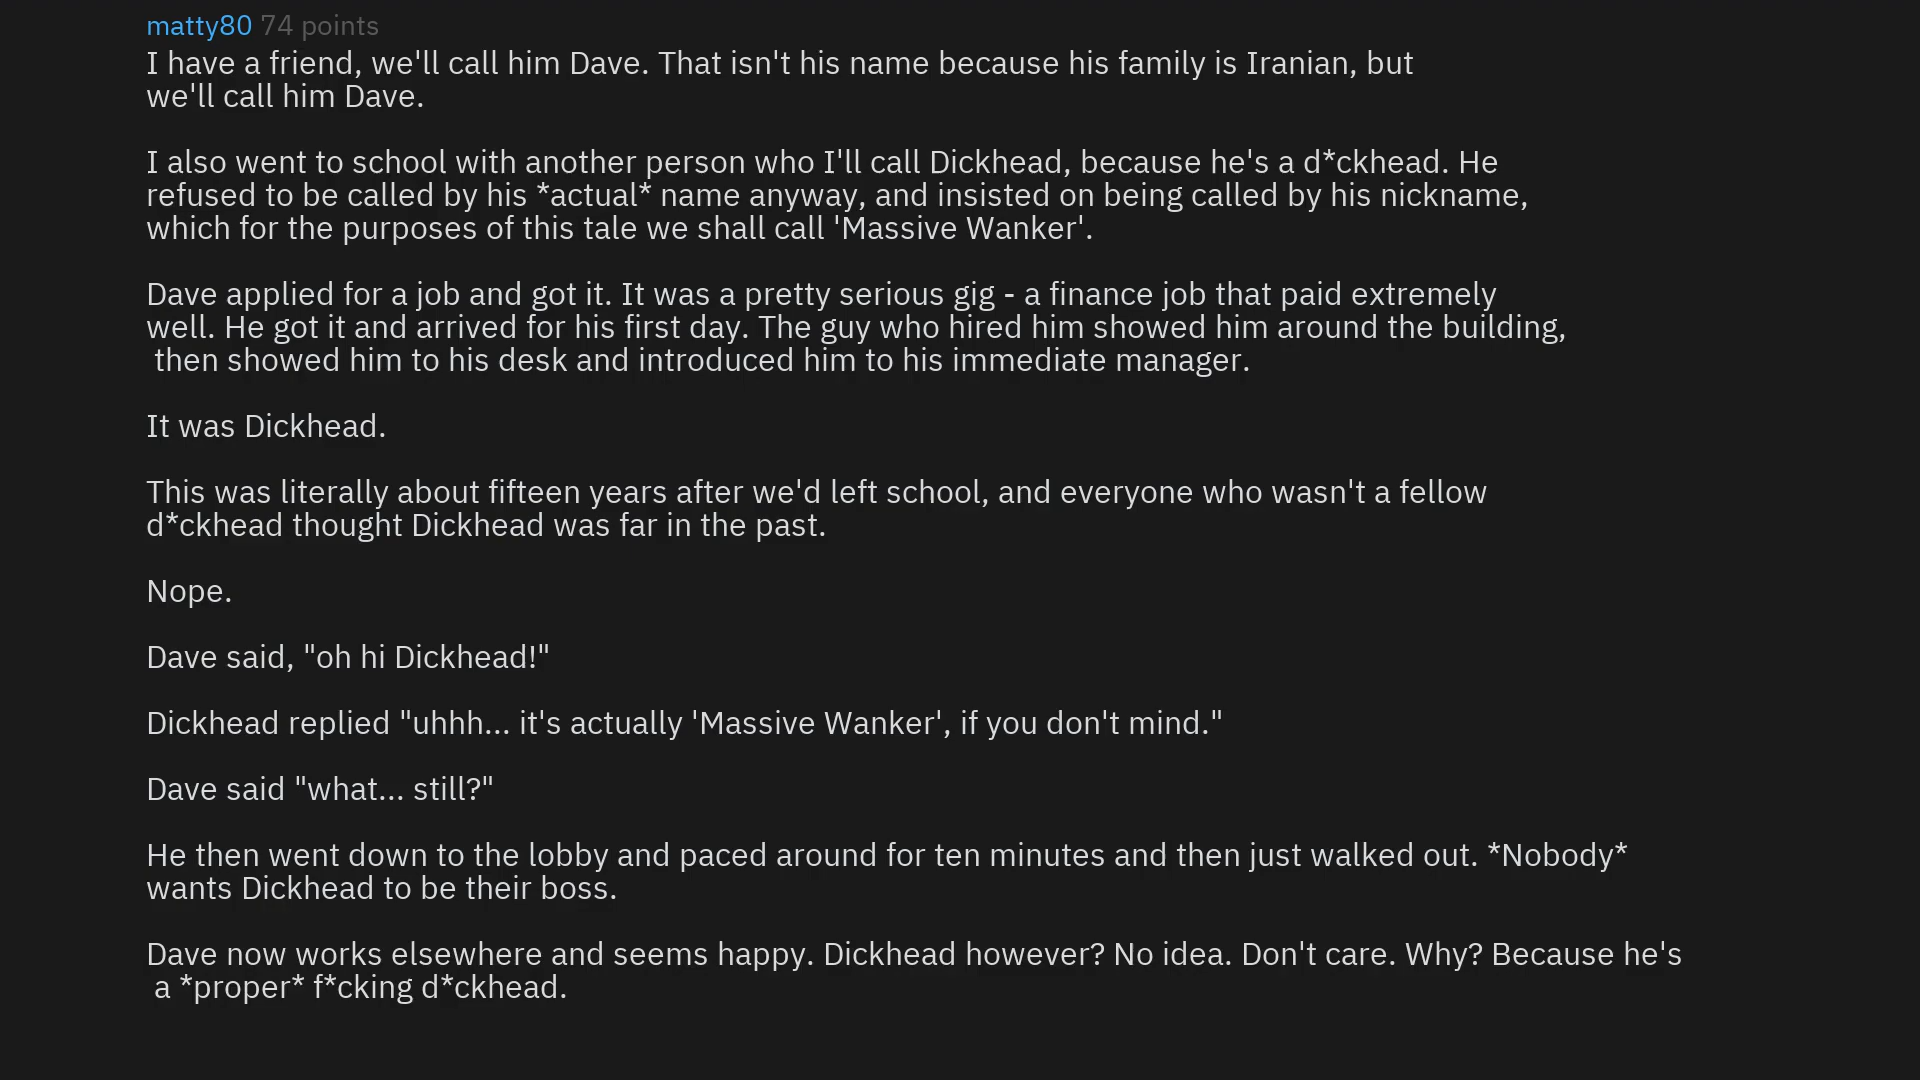 matty80 74 points
I have a friend, we'll call him Dave. That isn't his name because his family is Iranian, but
we'll call him Dave.
I also went to school with another person who I'll call Dickhead, because he's a d*ckhead. He
refused to be called by his *actual* name anyway, and insisted on being called by his nickname,
which for the purposes of this tale we shall call 'Massive Wanker'.
Dave applied for a job and got it. It was a pretty serious gig - a finance job that paid extremely
well. He got it and arrived for his first day. The guy who hired him showed him around the building,
then showed him to his desk and introduced him to his immediate manager.
It was Dickhead.
This was literally about fifteen years after we'd left school, and everyone who wasn't a fellow
d*ckhead thought Dickhead was far in the past.
Nope.
Dave said, "oh hi Dickhead!"
Dickhead replied "uhhh... it's actually 'Massive Wanker', if you don't mind."
Dave said "what... still?"
He then went down to the lobby and paced around for ten minutes and then just walked out. *Nobody*
wants Dickhead to be their boss.
Dave now works elsewhere and seems happy. Dickhead however? No idea. Don't care. Why? Because he's
a *proper* f*cking d*ckhead.